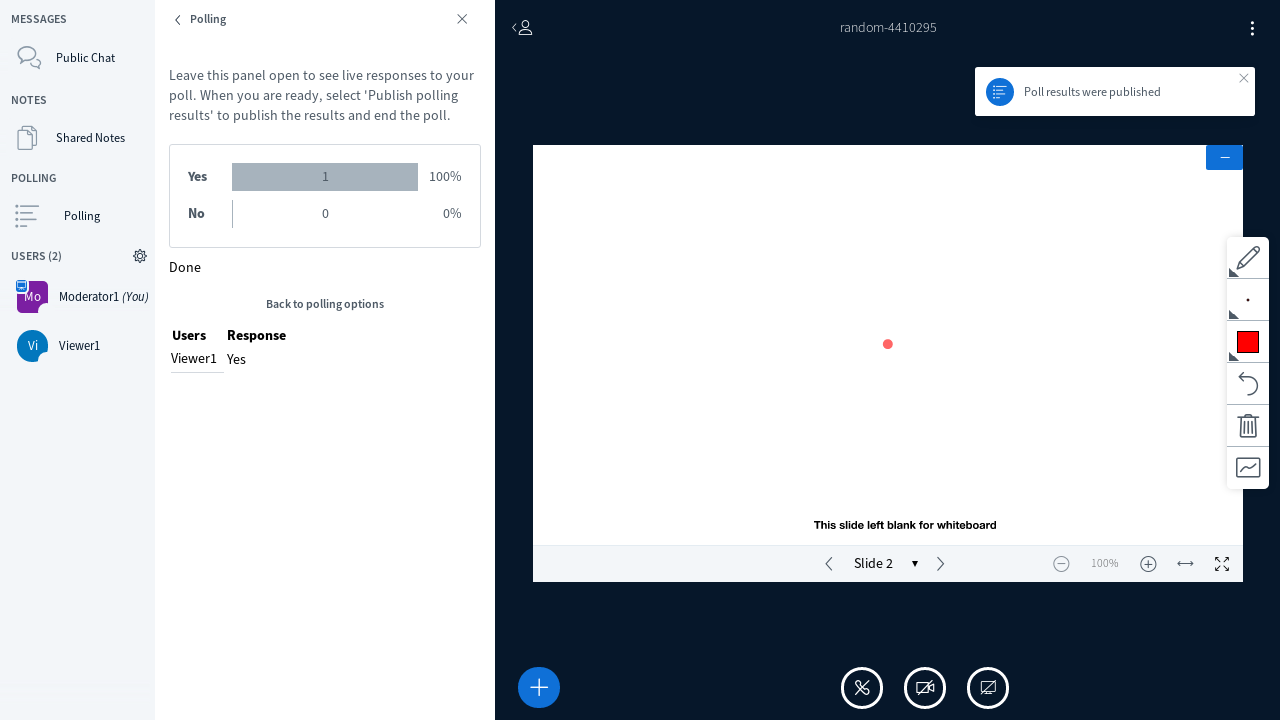 MESSAGES
Public Chat
NOTES
Shared Notes
POLLING
Polling
USERS (2)
Mo
Moderator1 (You)
Vi
Viewer1
Polling
Leave this panel open to see live responses to your
poll. When you are ready, select 'Publish polling
results' to publish the results and end the poll.
Yes 1 100%
No 0 0%
Done
Back to polling options
Users Response
Viewer1 Yes
random-4410295
Poll results were published
This slide left blank for whiteboard
Slide 2
100%